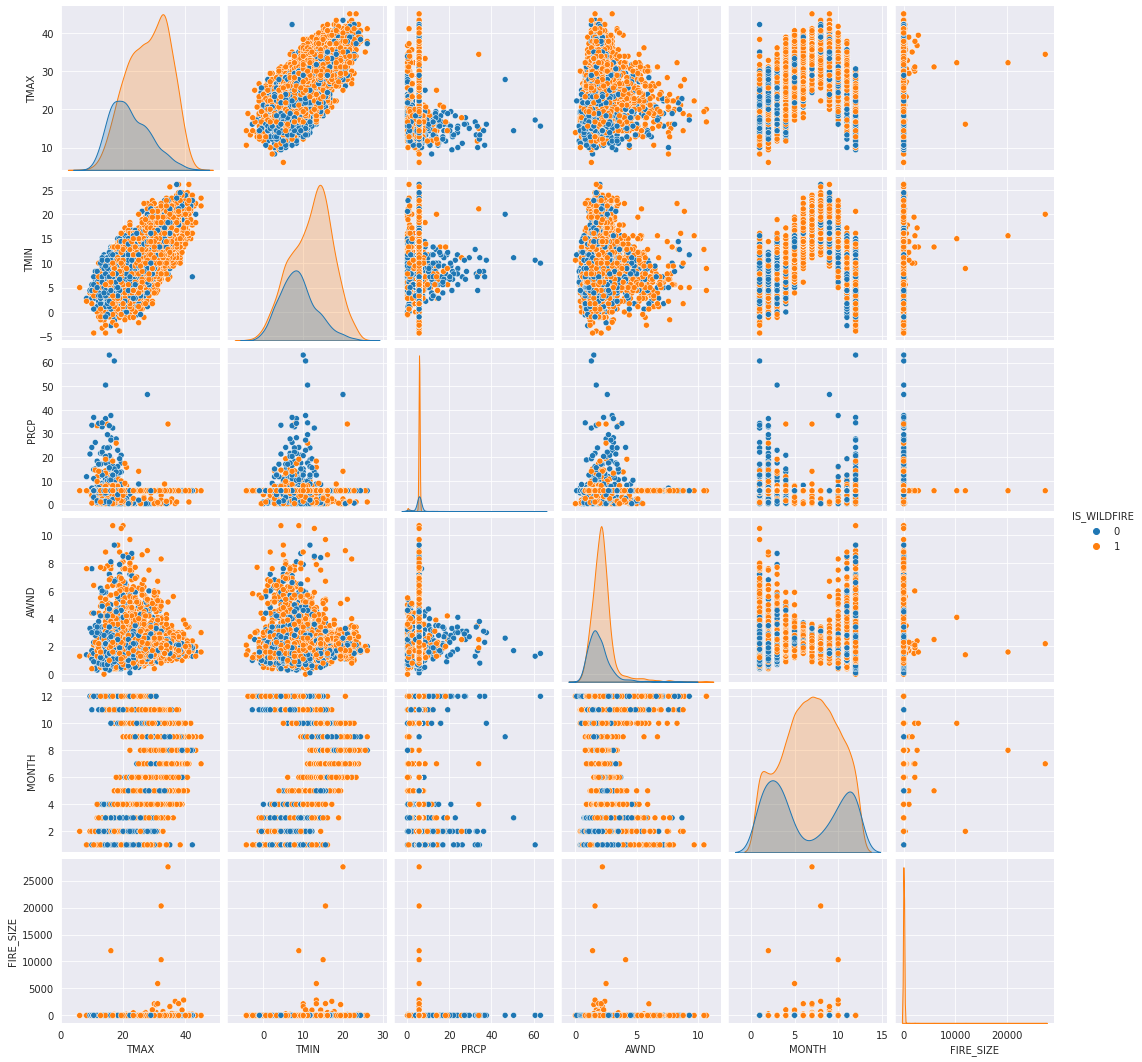 40
30
20
10
TMAX
25
20
15
10
5
0
−5
TMIN
60
50
40
30
20
10
0
PRCP
10
8
6
4
2
0
AWND
IS_WILDFIRE
0
1
12
10
8
6
4
2
MONTH
25000
20000
15000
10000
5000
0
FIRE_SIZE
0 20 40
0 10 20 30
0 20 40 60
0 5 10
0 5 10 15
0 10000 20000
TMAX TMIN PRCP AWND MONTH FIRE_SIZE